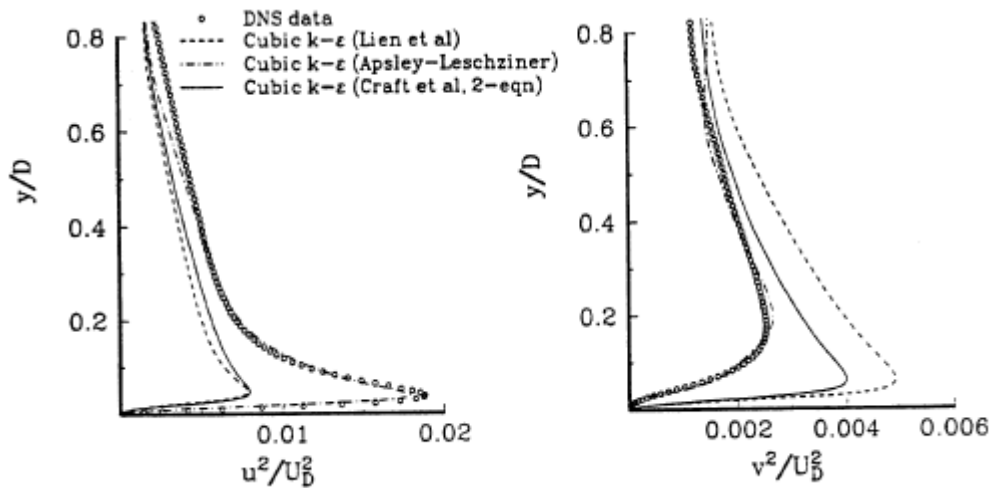 DNS data
Cubic k-ε (Lien et al)
Cubic k-ε (Apsley-Leschziner)
Cubic k-ε (Craft et al, 2-eqn)
0.8
0.6
0.4
0.2
y/D
0.01
0.02
u²/U_D²
0.8
0.6
0.4
0.2
y/D
0.002
0.004
0.006
v²/U_D²